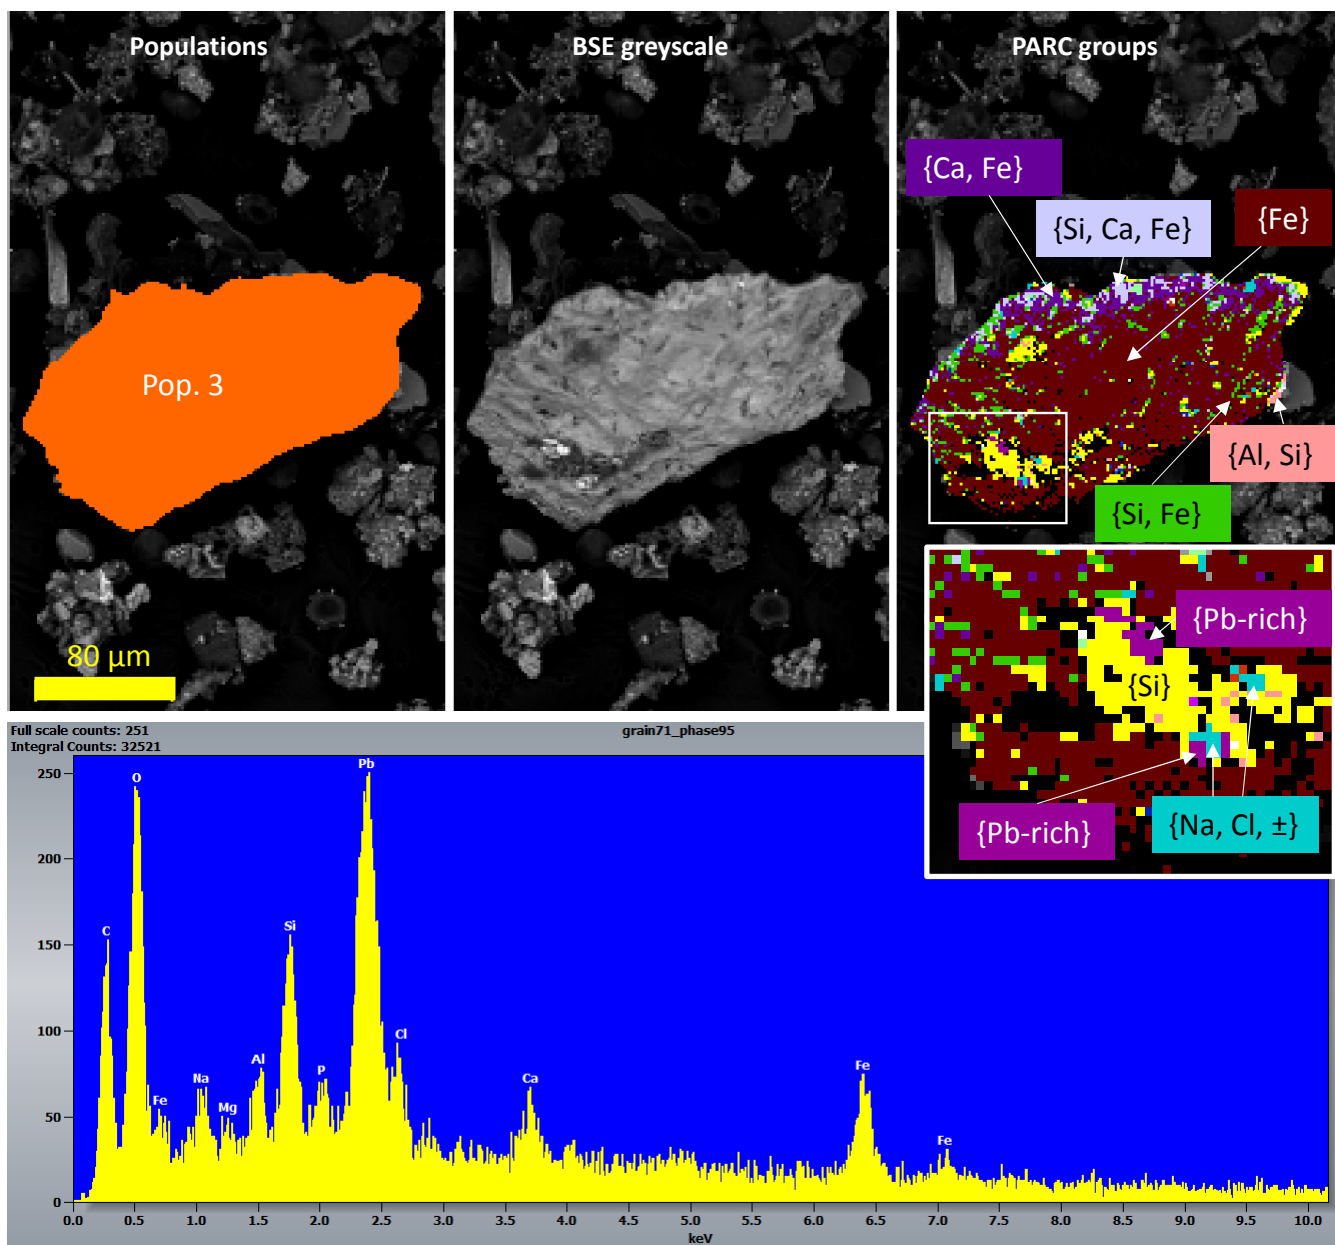 Populations
BSE greyscale
PARC groups
{Ca, Fe}
{Si, Ca, Fe}
{Fe}
Pop. 3
{Al, Si}
{Si, Fe}
80 µm
{Pb-rich}
{Si}
{Pb-rich}
{Na, Cl, ±}
Full scale counts: 251
grain71_phase95
Integral Counts: 32521
250
200
150
100
50
0
C
O
Fe
Na
Mg
Al
Si
P
Pb
Cl
Ca
Fe
Fe
0.0 0.5 1.0 1.5 2.0 2.5 3.0 3.5 4.0 4.5 5.0 5.5 6.0 6.5 7.0 7.5 8.0 8.5 9.0 9.5 10.0
keV